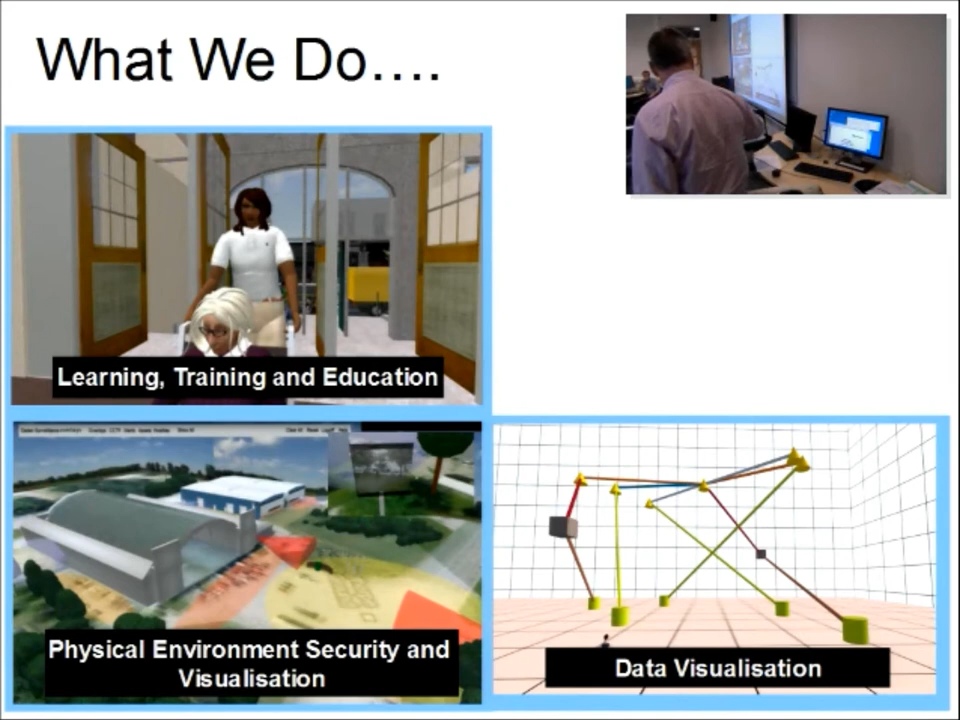 What We Do….
Learning, Training and Education
Physical Environment Security and
Visualisation
Data Visualisation